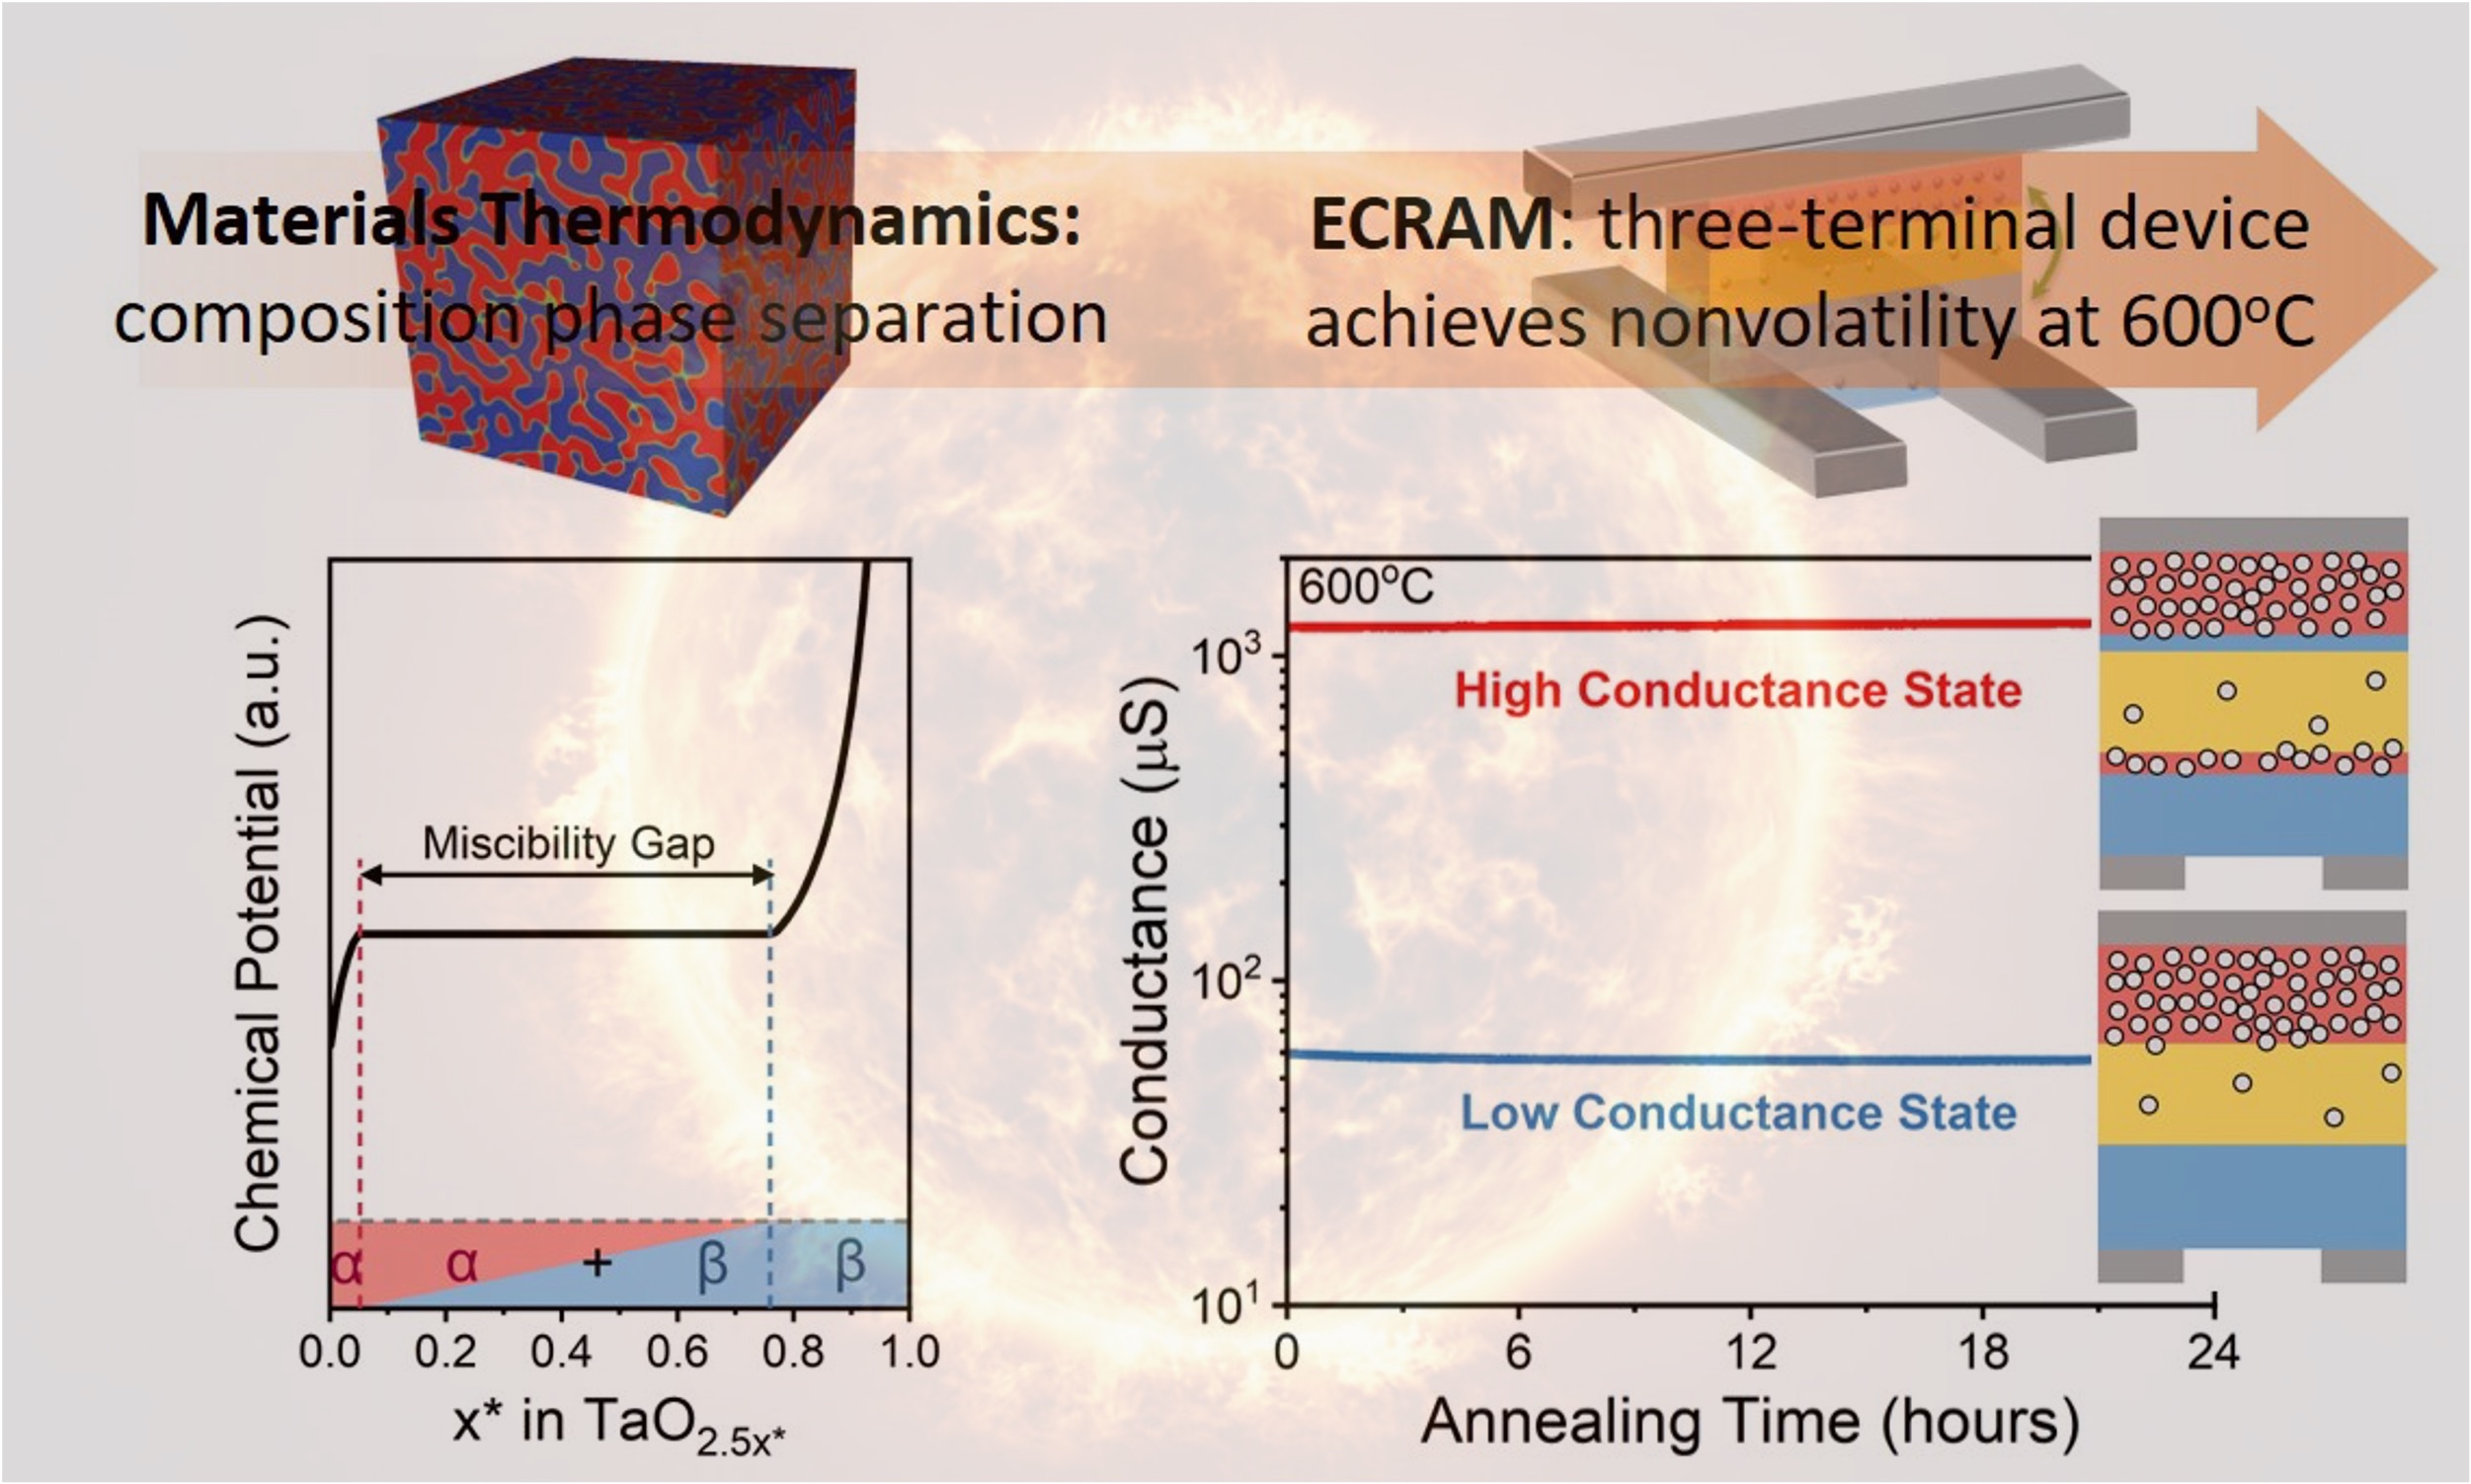 Materials Thermodynamics:
composition phase separation
ECRAM: three-terminal device
achieves nonvolatility at 600°C
Chemical Potential (a.u.)
Miscibility Gap
α α + β β
0.0 0.2 0.4 0.6 0.8 1.0
x* in TaO₂.₅ₓ*
Conductance (μS)
600°C
10³
High Conductance State
10²
Low Conductance State
10¹
0 6 12 18 24
Annealing Time (hours)